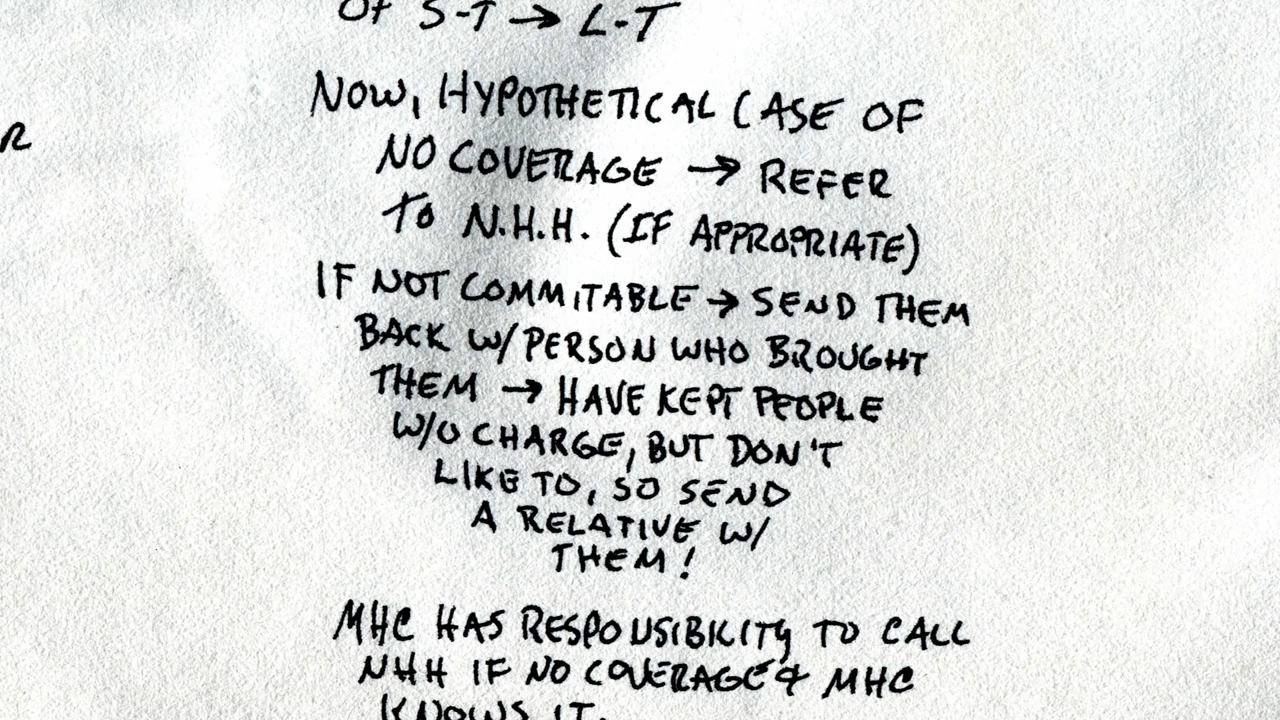 OF S-T → L-T
NOW, HYPOTHETICAL CASE OF
R
NO COVERAGE → REFER
TO N.H.H. (IF APPROPRIATE)
IF NOT COMMITABLE → SEND THEM
BACK W/ PERSON WHO BROUGHT
THEM → HAVE KEPT PEOPLE
W/O CHARGE, BUT DON'T
LIKE TO, SO SEND
A RELATIVE W/
THEM!
MHC HAS RESPONSIBILITY TO CALL
NHH IF NO COVERAGE & MHC
KNOWS IT.